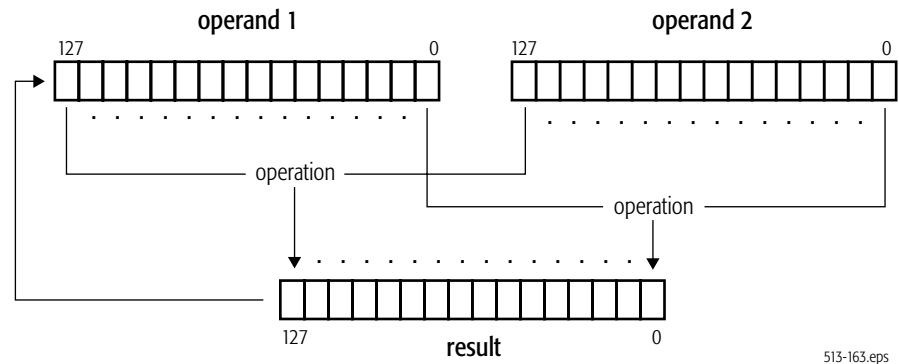 operand 1
operand 2
127
0
127
0
operation
operation
127
result
0
513-163.eps